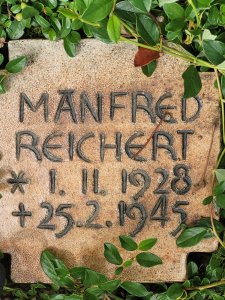 MANFRED
REICHERT
* 1. 11. 1928
+ 25. 2. 1945